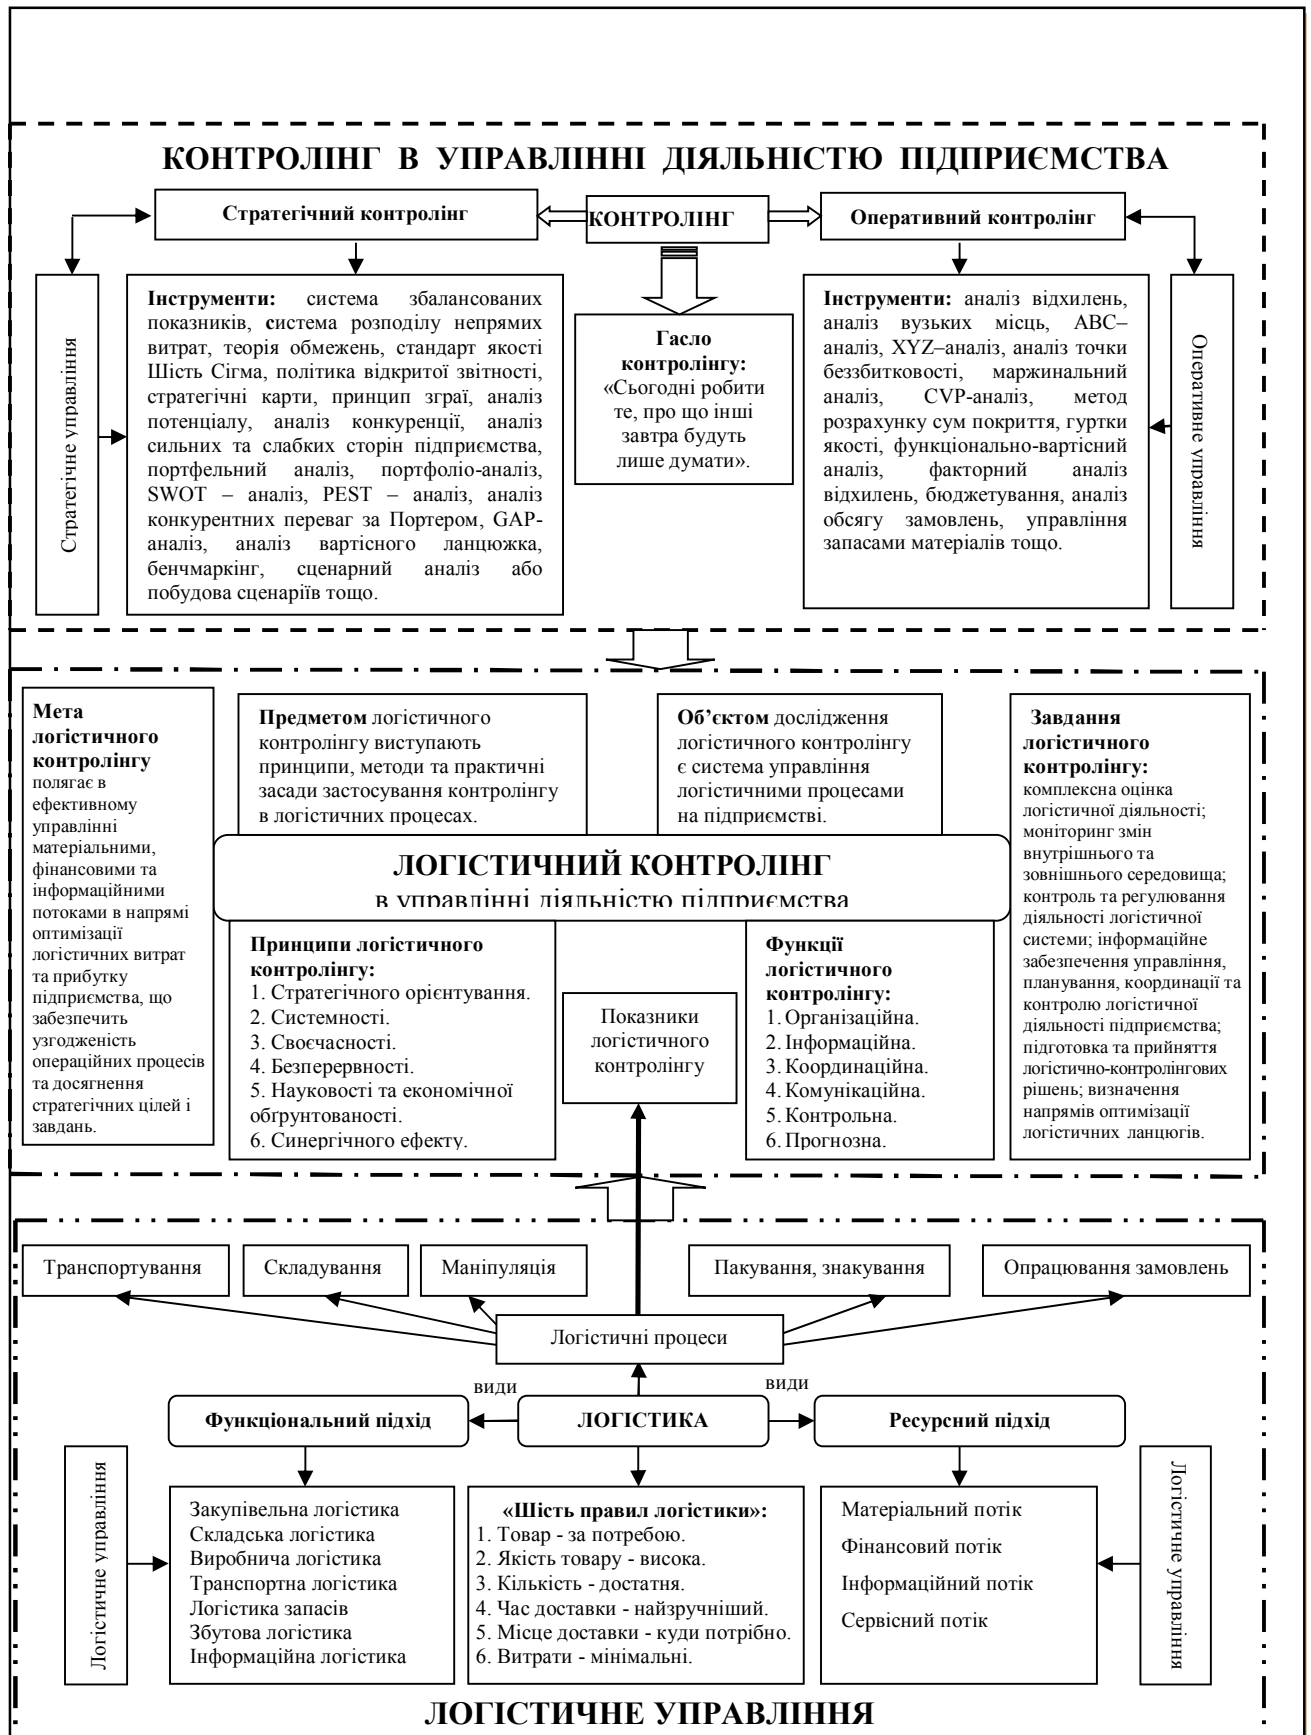 КОНТРОЛІНГ В УПРАВЛІННІ ДІЯЛЬНІСТЮ ПІДПРИЄМСТВА
Стратегічний контролінг
КОНТРОЛІНГ
Оперативний контролінг
Стратегічне управління
Інструменти: система збалансованих
показників, система розподілу непрямих
витрат, теорія обмежень, стандарт якості
Шість Сігма, політика відкритої звітності,
стратегічні карти, принцип зграї, аналіз
потенціалу, аналіз конкуренції, аналіз
сильних та слабких сторін підприємства,
портфельний аналіз, портфоліо-аналіз,
SWOT – аналіз, PEST – аналіз, аналіз
конкурентних переваг за Портером, GAP-
аналіз, аналіз вартісного ланцюжка,
бенчмаркінг, сценарний аналіз або
побудова сценаріїв тощо.
Гасло
контролінгу:
«Сьогодні робити
те, про що інші
завтра будуть
лише думати».
Інструменти: аналіз відхилень,
аналіз вузьких місць, АВС–
аналіз, XYZ–аналіз, аналіз точки
беззбитковості, маржинальний
аналіз, CVP-аналіз, метод
розрахунку сум покриття, гуртки
якості, функціонально-вартісний
аналіз, факторний аналіз
відхилень, бюджетування, аналіз
обсягу замовлень, управління
запасами матеріалів тощо.
Оперативне управління
Мета
логістичного
контролінгу
полягає в
ефективному
управлінні
матеріальними,
фінансовими та
інформаційними
потоками в напрямі
оптимізації
логістичних витрат
та прибутку
підприємства, що
забезпечить
узгодженість
операційних процесів
та досягнення
стратегічних цілей і
завдань.
Предметом логістичного
контролінгу виступають
принципи, методи та практичні
засади застосування контролінгу
в логістичних процесах.
Об’єктом дослідження
логістичного контролінгу
є система управління
логістичними процесами
на підприємстві.
Завдання
логістичного
контролінгу:
комплексна оцінка
логістичної діяльності;
моніторинг змін
внутрішнього та
зовнішнього середовища;
контроль та регулювання
діяльності логістичної
системи; інформаційне
забезпечення управління,
планування, координації та
контролю логістичної
діяльності підприємства;
підготовка та прийняття
логістично-контролінгових
рішень; визначення
напрямів оптимізації
логістичних ланцюгів.
ЛОГІСТИЧНИЙ КОНТРОЛІНГ
в управлінні діяльністю підприємства
Принципи логістичного
контролінгу:
1. Стратегічного орієнтування.
2. Системності.
3. Своєчасності.
4. Безперервності.
5. Науковості та економічної
обґрунтованості.
6. Синергічного ефекту.
Показники
логістичного
контролінгу
Функції
логістичного
контролінгу:
1. Організаційна.
2. Інформаційна.
3. Координаційна.
4. Комунікаційна.
5. Контрольна.
6. Прогнозна.
Транспортування
Складування
Маніпуляція
Пакування, знакування
Опрацювання замовлень
Логістичні процеси
види
види
Функціональний підхід
ЛОГІСТИКА
Ресурсний підхід
Логістичне управління
Закупівельна логістика
Складська логістика
Виробнича логістика
Транспортна логістика
Логістика запасів
Збутова логістика
Інформаційна логістика
«Шість правил логістики»:
1. Товар - за потребою.
2. Якість товару - висока.
3. Кількість - достатня.
4. Час доставки - найзручніший.
5. Місце доставки - куди потрібно.
6. Витрати - мінімальні.
Матеріальний потік
Фінансовий потік
Інформаційний потік
Сервісний потік
Логістичне управління
ЛОГІСТИЧНЕ УПРАВЛІННЯ